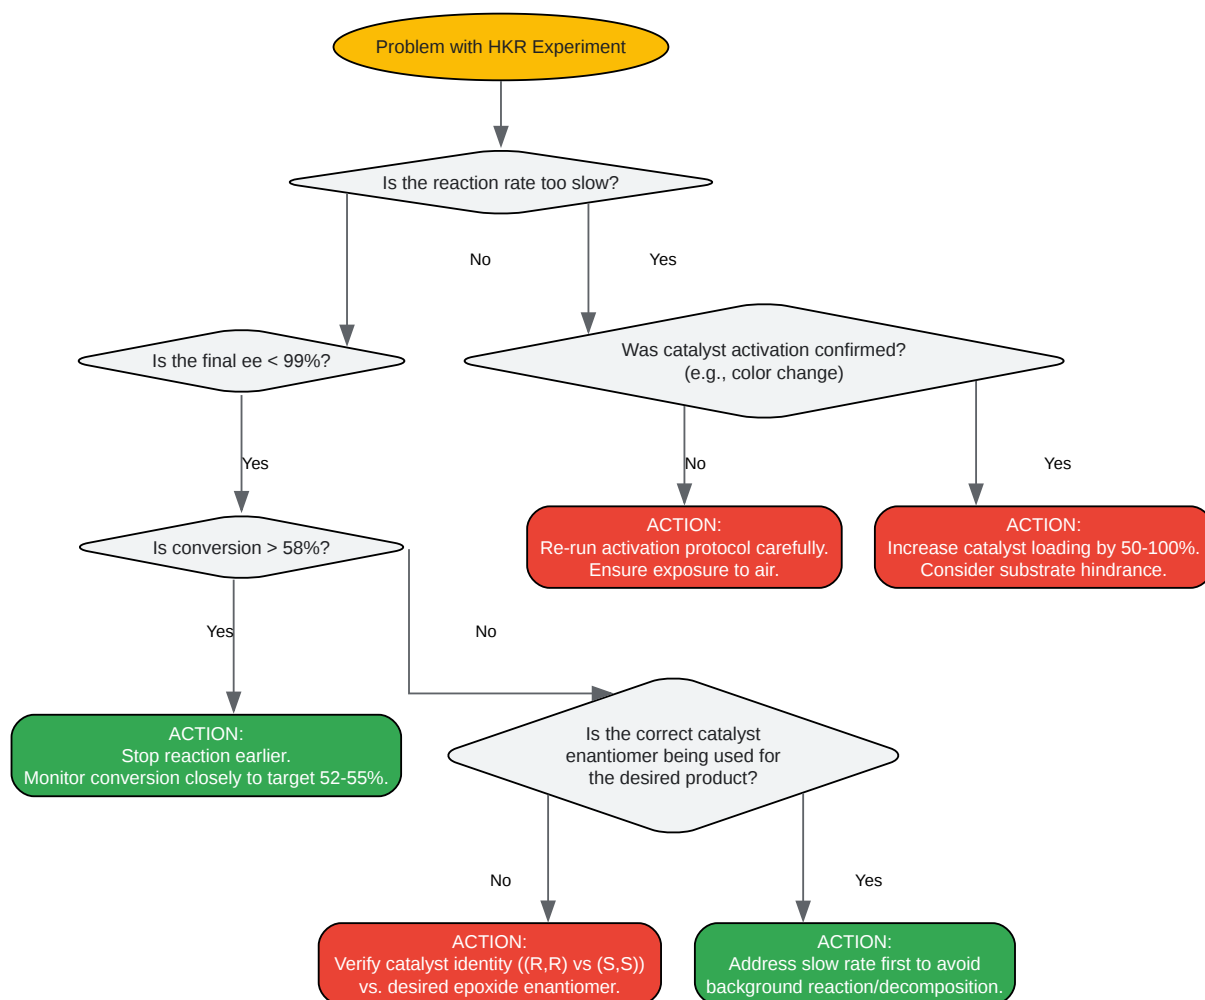 Problem with HKR Experiment
Is the reaction rate too slow?
No
Yes
Is the final ee < 99%?
Was catalyst activation confirmed?
(e.g., color change)
Yes
No
Yes
ACTION:
Re-run activation protocol carefully.
Ensure exposure to air.
ACTION:
Increase catalyst loading by 50-100%.
Consider substrate hindrance.
Is conversion > 58%?
Yes
No
ACTION:
Stop reaction earlier.
Monitor conversion closely to target 52-55%.
Is the correct catalyst
enantiomer being used for
the desired product?
No
Yes
ACTION:
Verify catalyst identity ((R,R) vs (S,S))
vs. desired epoxide enantiomer.
ACTION:
Address slow rate first to avoid
background reaction/decomposition.